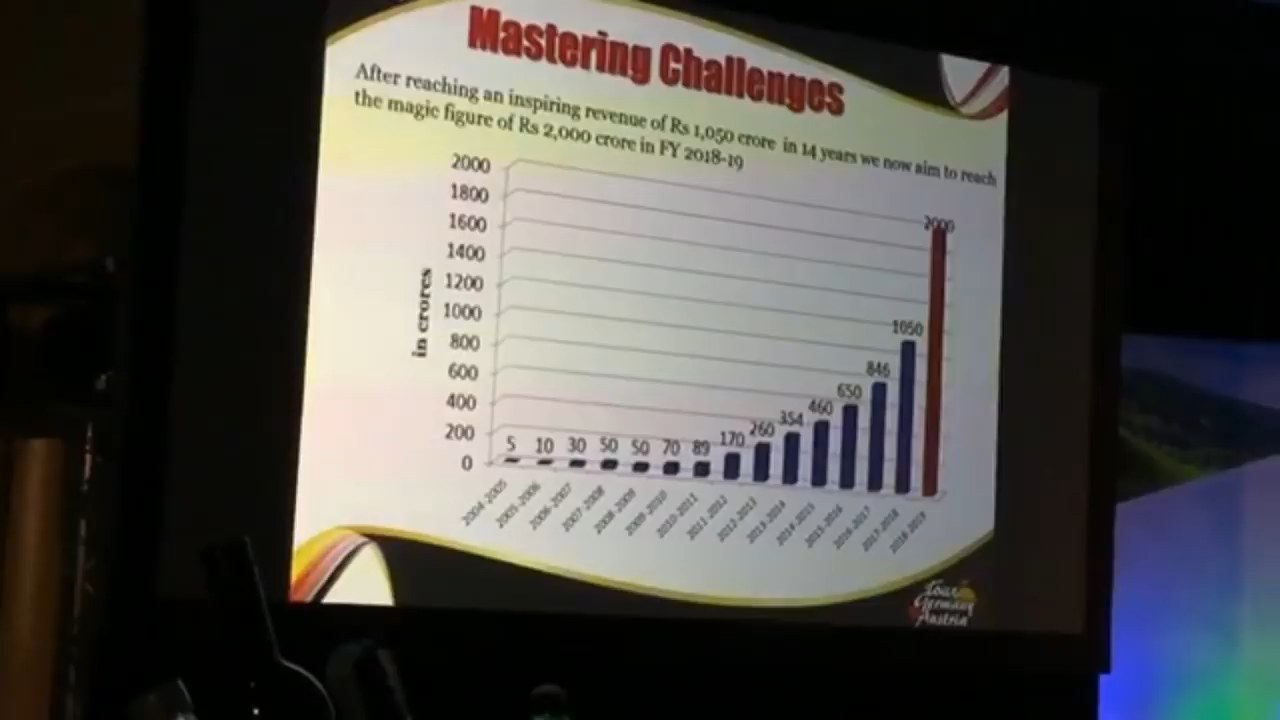 Mastering Challenges
After reaching an inspiring revenue of Rs 1,050 crore in 14 years we now aim to reach
the magic figure of Rs 2,000 crore in FY 2018-19
2000
1800
1600
1400
1200
1000
800
600
400
200
0
in crores
5 10 30 50 50 70 89 170 260 354 460 650 846 1050 2000
2004-2005 2005-2006 2006-2007 2007-2008 2008-2009 2009-2010 2010-2011 2011-2012 2012-2013 2013-2014 2014-2015 2015-2016 2016-2017 2017-2018 2018-2019
Tour
Germany
Austria